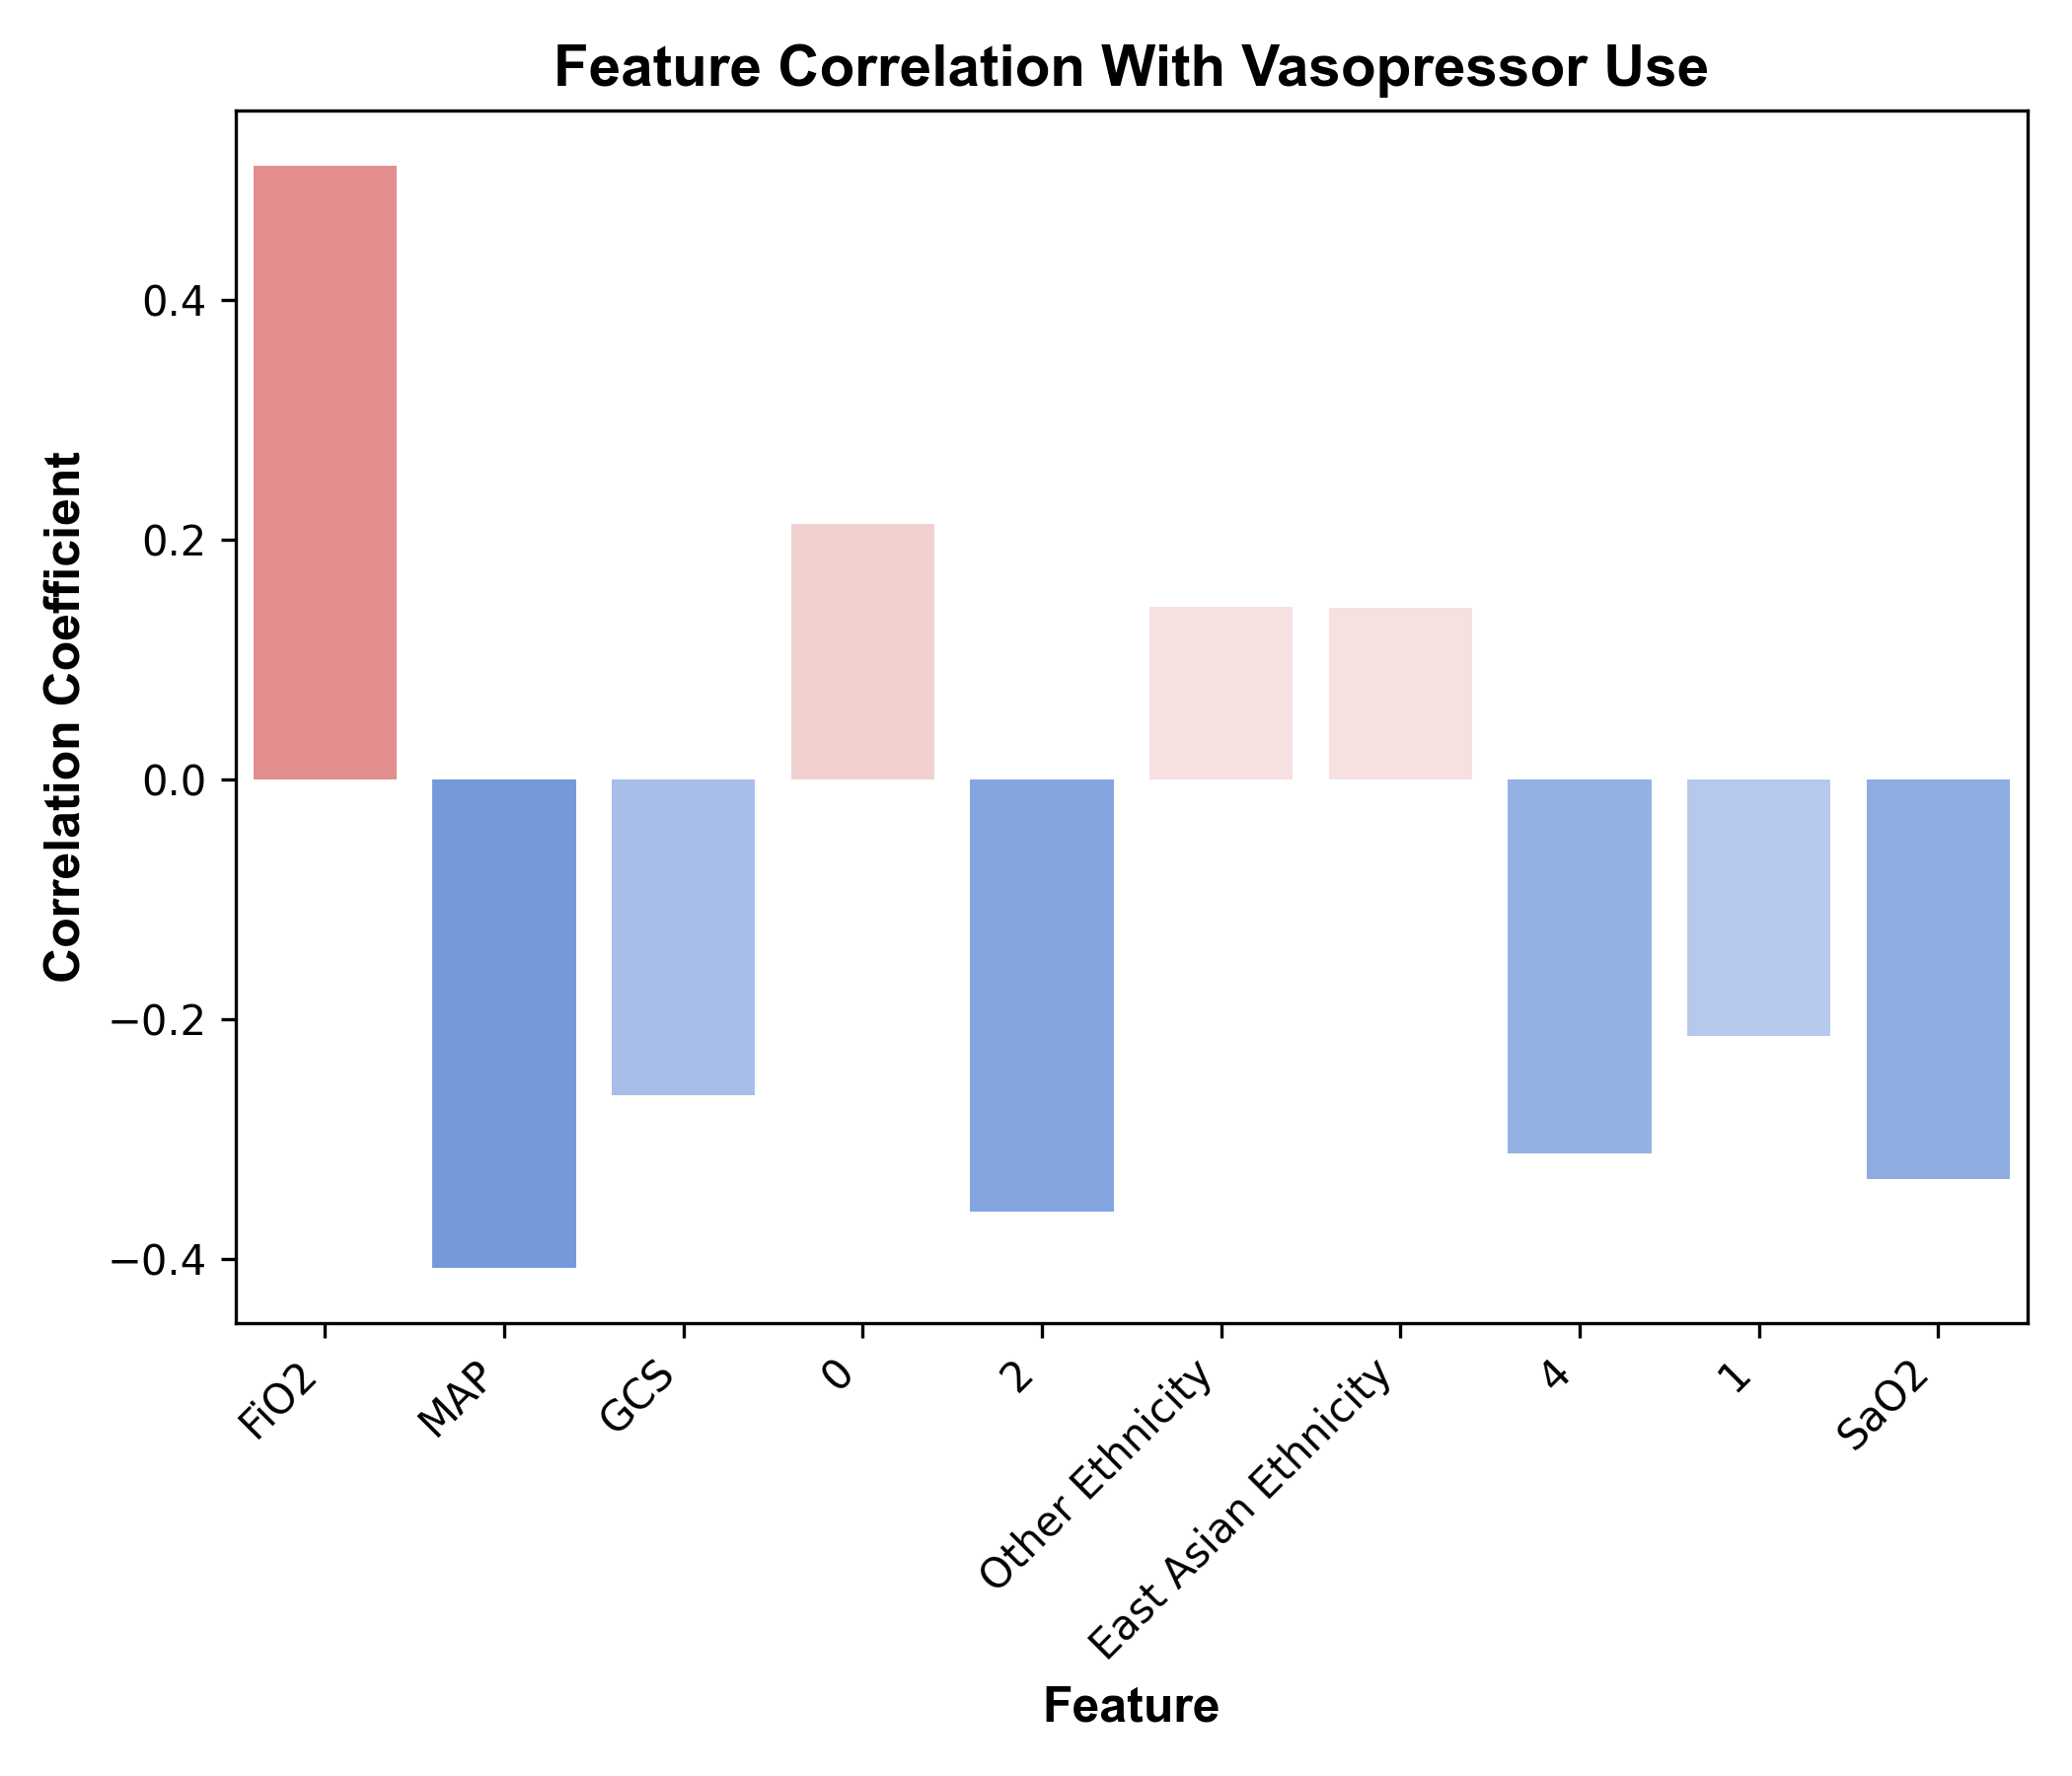 Feature Correlation With Vasopressor Use
Correlation Coefficient
0.4
0.2
0.0
−0.2
−0.4
FiO2
MAP
GCS
0
2
Other Ethnicity
East Asian Ethnicity
4
1
SaO2
Feature